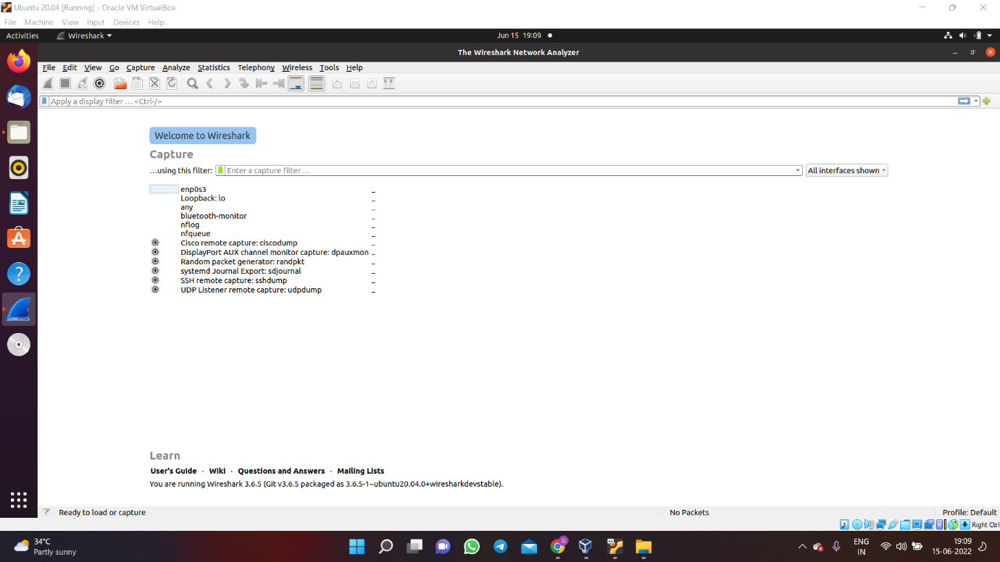 Ubuntu 20.04 [Running] - Oracle VM VirtualBox
File Machine View Input Devices Help
Activities Wireshark Jun 15 19:09
The Wireshark Network Analyzer
File Edit View Go Capture Analyze Statistics Telephony Wireless Tools Help
Apply a display filter … <Ctrl-/>
Welcome to Wireshark
Capture
…using this filter: Enter a capture filter … All interfaces shown
enp0s3
Loopback: lo
any
bluetooth-monitor
nflog
nfqueue
Cisco remote capture: ciscodump
DisplayPort AUX channel monitor capture: dpauxmon
Random packet generator: randpkt
systemd Journal Export: sdjournal
SSH remote capture: sshdump
UDP Listener remote capture: udpdump
Learn
User's Guide · Wiki · Questions and Answers · Mailing Lists
You are running Wireshark 3.6.5 (Git v3.6.5 packaged as 3.6.5-1~ubuntu20.04.0+wiresharkdevstable).
Ready to load or capture No Packets Profile: Default
Right Ctrl
34°C
Partly sunny
ENG
IN
19:09
15-06-2022